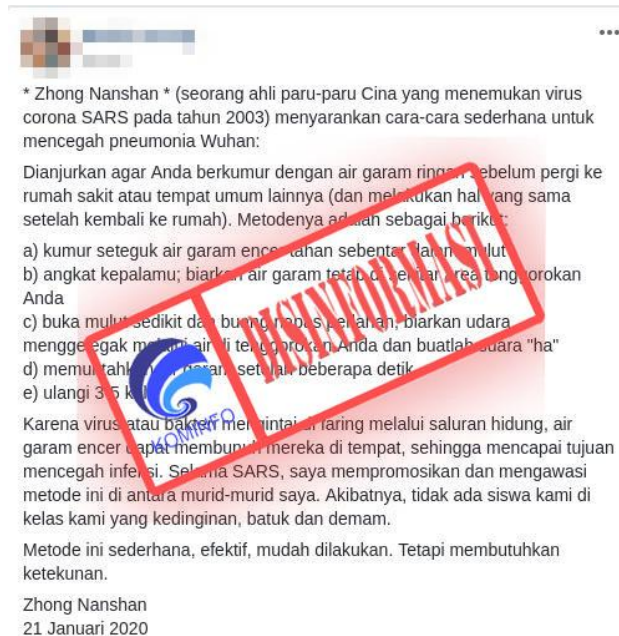 * Zhong Nanshan * (seorang ahli paru-paru Cina yang menemukan virus
corona SARS pada tahun 2003) menyarankan cara-cara sederhana untuk
mencegah pneumonia Wuhan:
Dianjurkan agar Anda berkumur dengan air garam ringan sebelum pergi ke
rumah sakit atau tempat umum lainnya (dan melakukan hal yang sama
setelah kembali ke rumah). Metodenya adalah sebagai berikut:
a) kumur seteguk air garam encer, tahan sebentar dalam mulut
b) angkat kepalamu; biarkan air garam tetap di sekitar area tenggorokan
Anda
c) buka mulut sedikit dan buang napas perlahan, biarkan udara
menggelegak melalui air di tenggorokan Anda dan buatlah suara "ha"
d) memuntahkan garam setelah beberapa detik
e) ulangi 3-5 kali
Karena virus atau bakteri mengintai di faring melalui saluran hidung, air
garam encer dapat membunuh mereka di tempat, sehingga mencapai tujuan
mencegah infeksi. Selama SARS, saya mempromosikan dan mengawasi
metode ini di antara murid-murid saya. Akibatnya, tidak ada siswa kami di
kelas kami yang kedinginan, batuk dan demam.
Metode ini sederhana, efektif, mudah dilakukan. Tetapi membutuhkan
ketekunan.
Zhong Nanshan
21 Januari 2020
KOMINFO
DISINFORMASI